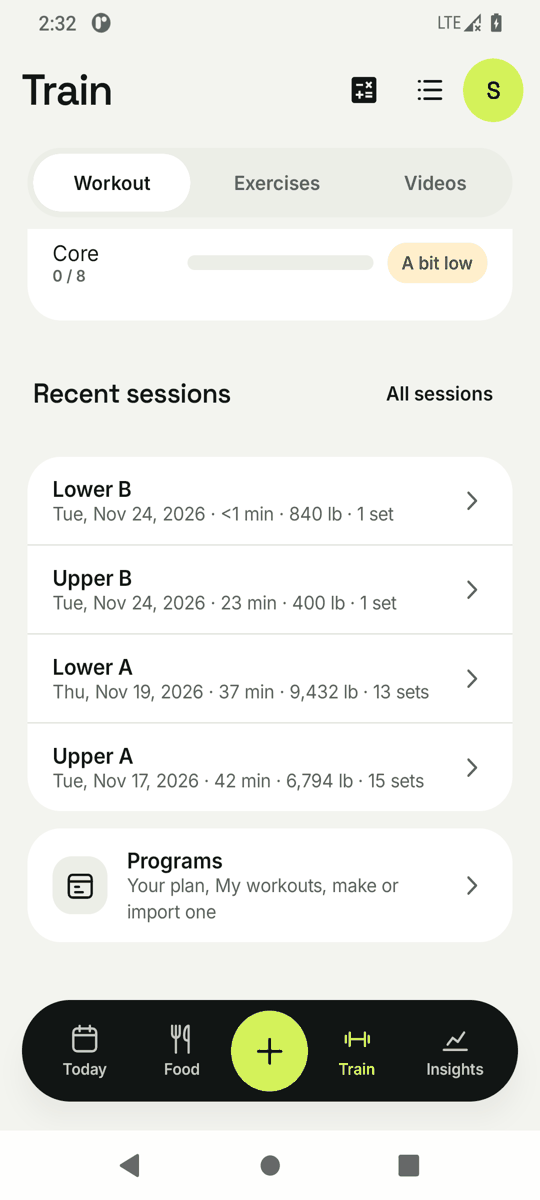 2:32
LTE
Train
S
Workout
Exercises
Videos
Core
0 / 8
A bit low
Recent sessions
All sessions
Lower B
Tue, Nov 24, 2026 · <1 min · 840 lb · 1 set
Upper B
Tue, Nov 24, 2026 · 23 min · 400 lb · 1 set
Lower A
Thu, Nov 19, 2026 · 37 min · 9,432 lb · 13 sets
Upper A
Tue, Nov 17, 2026 · 42 min · 6,794 lb · 15 sets
Programs
Your plan, My workouts, make or
import one
Today
Food
Train
Insights